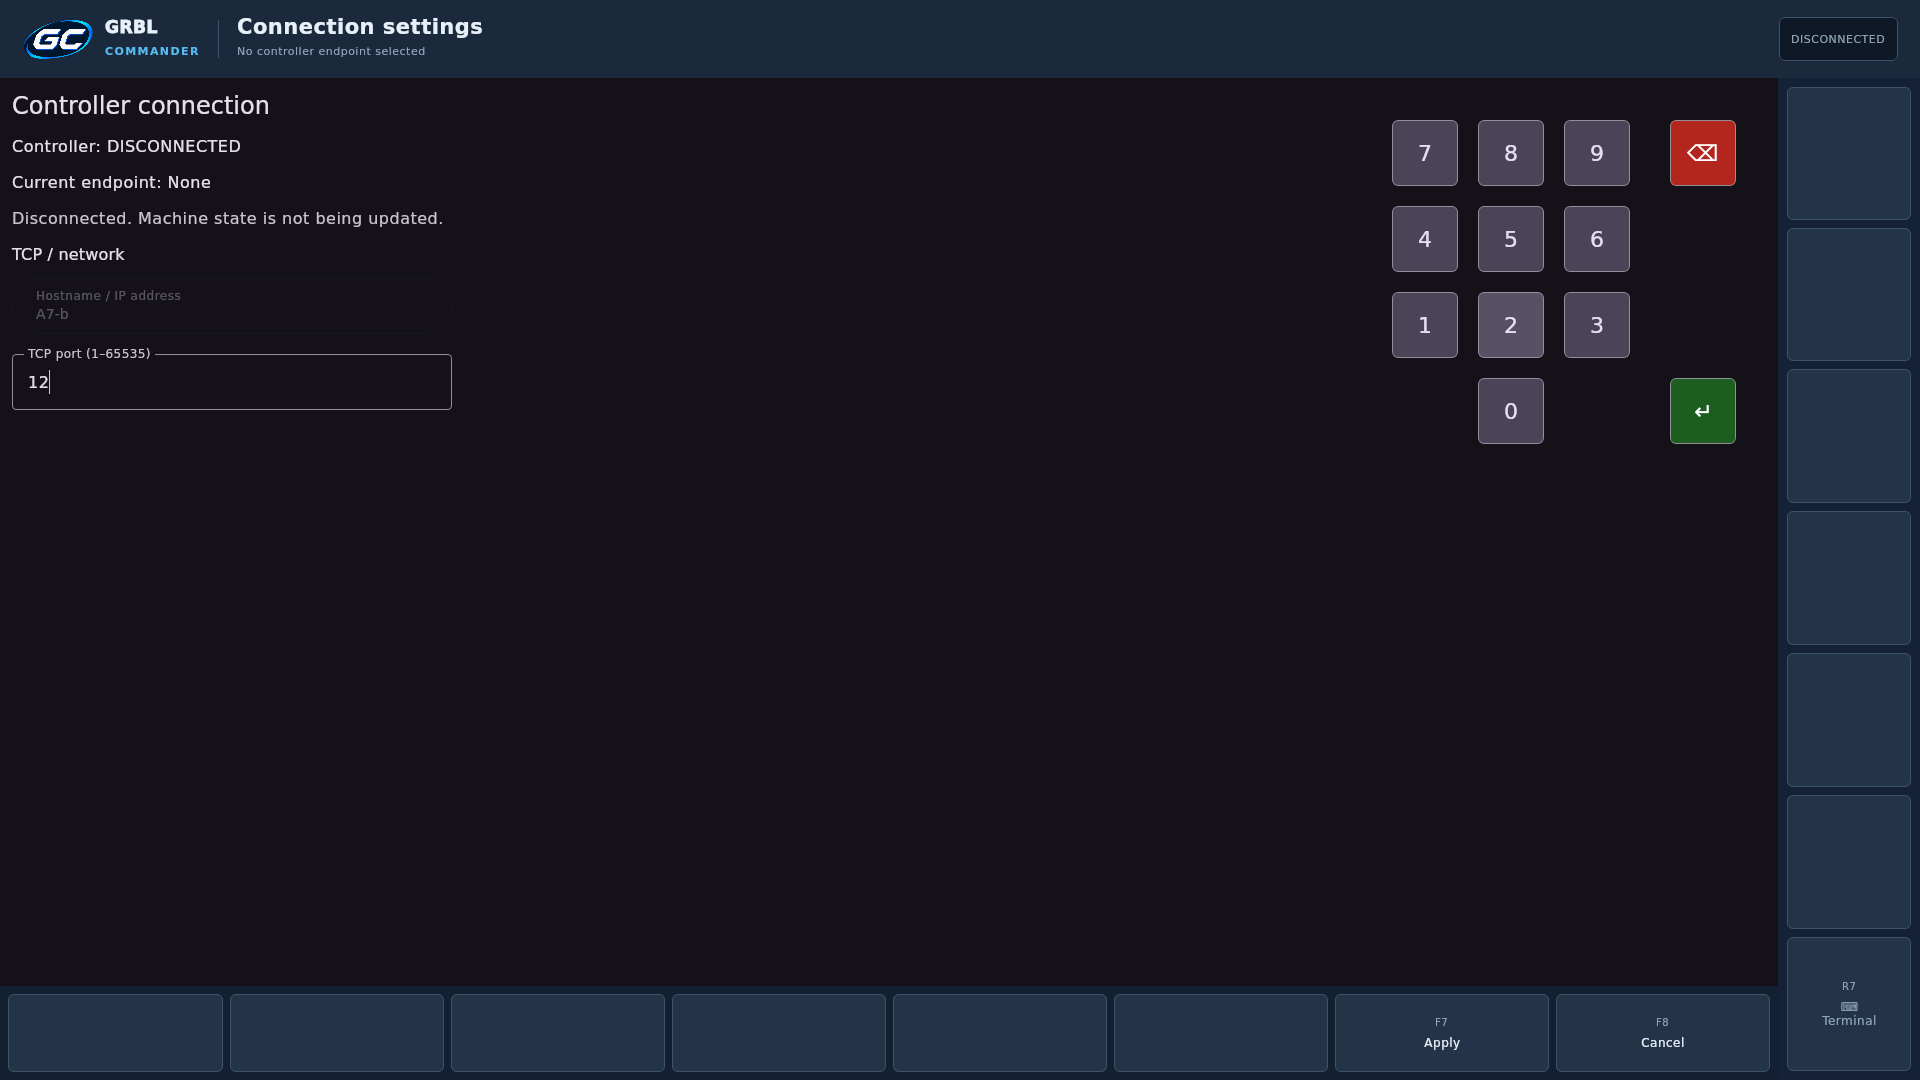 GC
GRBL
COMMANDER
Connection settings
No controller endpoint selected
DISCONNECTED
Controller connection
Controller: DISCONNECTED
Current endpoint: None
Disconnected. Machine state is not being updated.
TCP / network
Hostname / IP address
A7-b
TCP port (1–65535)
12
7 8 9 ⌫
4 5 6
1 2 3
0 ↵
F7
Apply
F8
Cancel
R7
⌨
Terminal